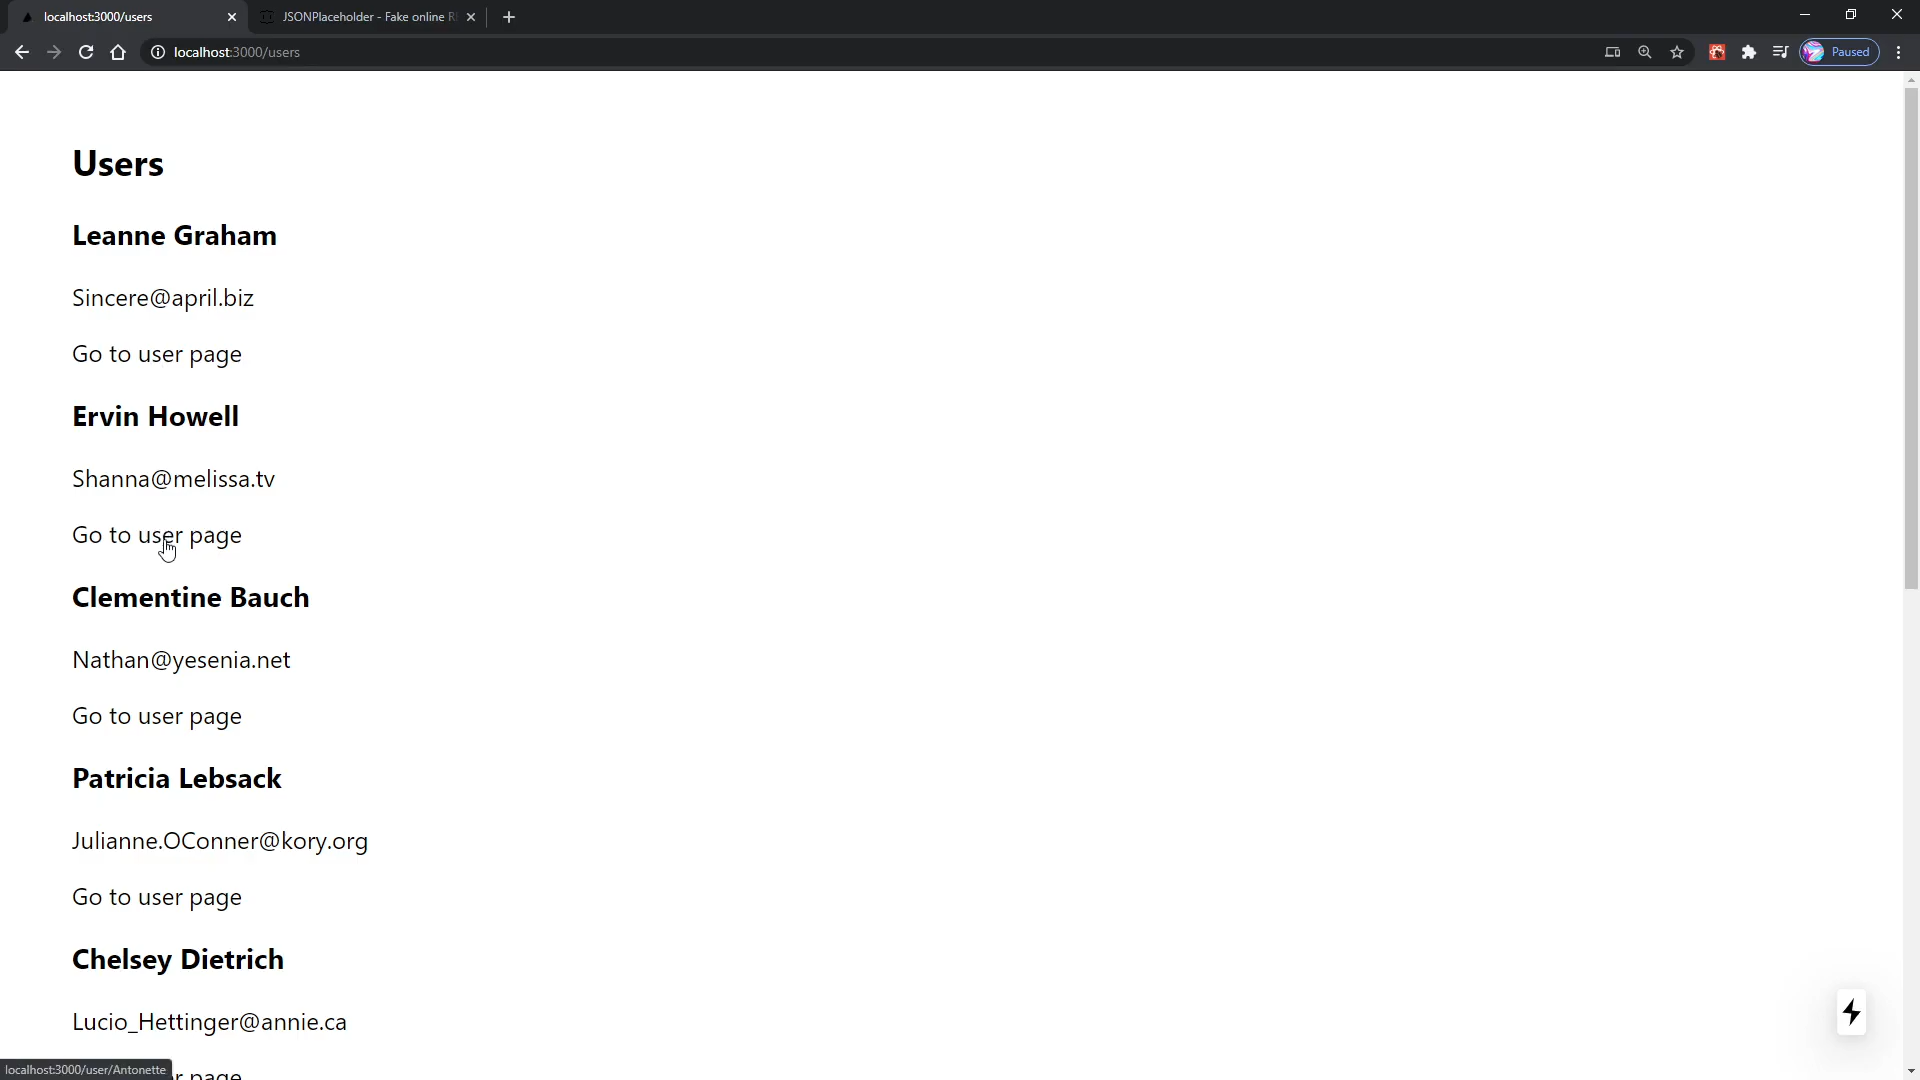 localhost:3000/users
JSONPlaceholder - Fake online
localhost:3000/users
Paused
Users
Leanne Graham
Sincere@april.biz
Go to user page
Ervin Howell
Shanna@melissa.tv
Go to user page
Clementine Bauch
Nathan@yesenia.net
Go to user page
Patricia Lebsack
Julianne.OConner@kory.org
Go to user page
Chelsey Dietrich
Lucio_Hettinger@annie.ca
page
localhost:3000/user/Antonette